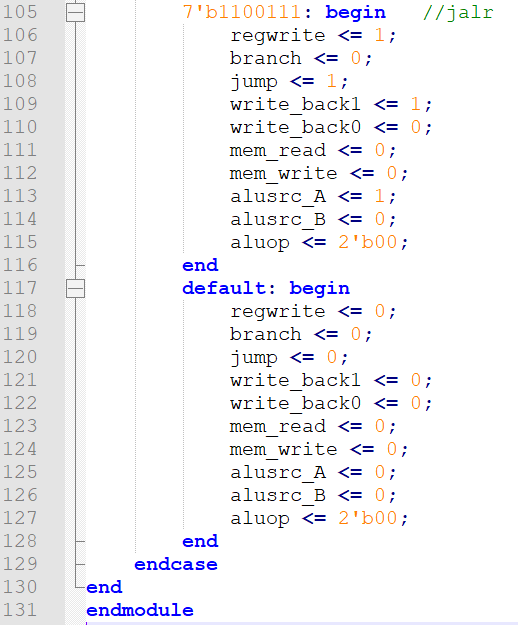 105 7'b1100111: begin //jalr
106 regwrite <= 1;
107 branch <= 0;
108 jump <= 1;
109 write_back1 <= 1;
110 write_back0 <= 0;
111 mem_read <= 0;
112 mem_write <= 0;
113 alusrc_A <= 1;
114 alusrc_B <= 0;
115 aluop <= 2'b00;
116 end
117 default: begin
118 regwrite <= 0;
119 branch <= 0;
120 jump <= 0;
121 write_back1 <= 0;
122 write_back0 <= 0;
123 mem_read <= 0;
124 mem_write <= 0;
125 alusrc_A <= 0;
126 alusrc_B <= 0;
127 aluop <= 2'b00;
128 end
129 endcase
130 end
131 endmodule